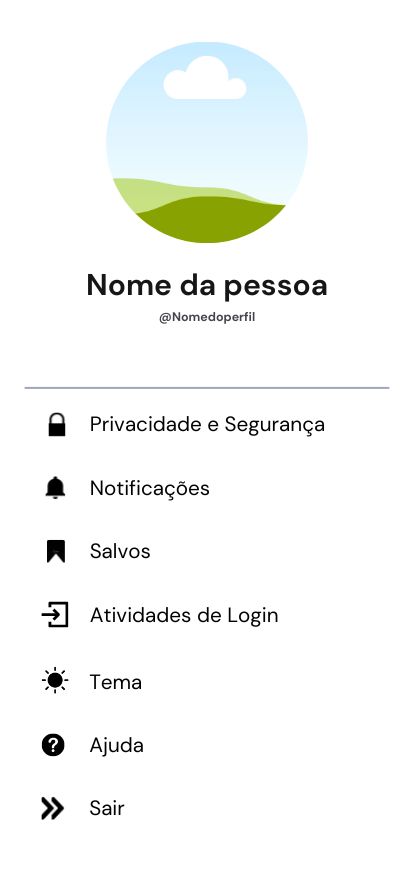 Nome da pessoa
@Nomedoperfil
Privacidade e Segurança
Notificações
Salvos
Atividades de Login
Tema
Ajuda
Sair